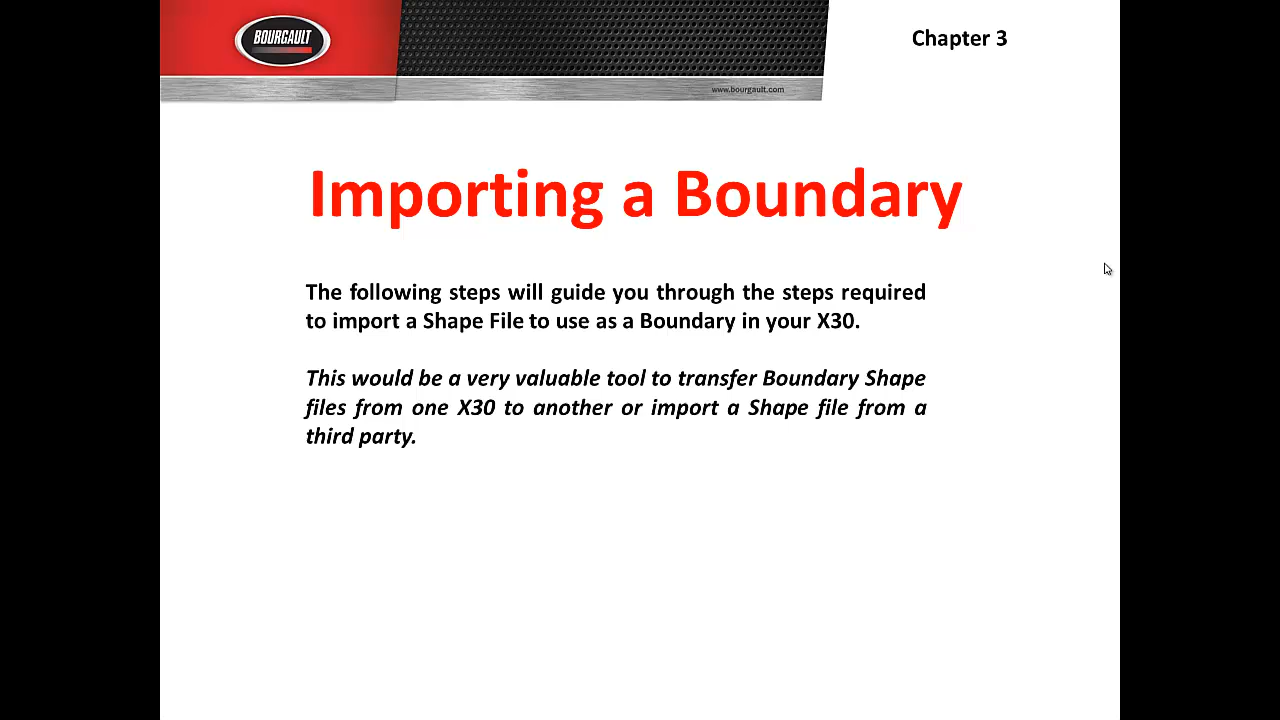 BOURGAULT
www.bourgault.com
Chapter 3
Importing a Boundary
The following steps will guide you through the steps required
to import a Shape File to use as a Boundary in your X30.
This would be a very valuable tool to transfer Boundary Shape
files from one X30 to another or import a Shape file from a
third party.